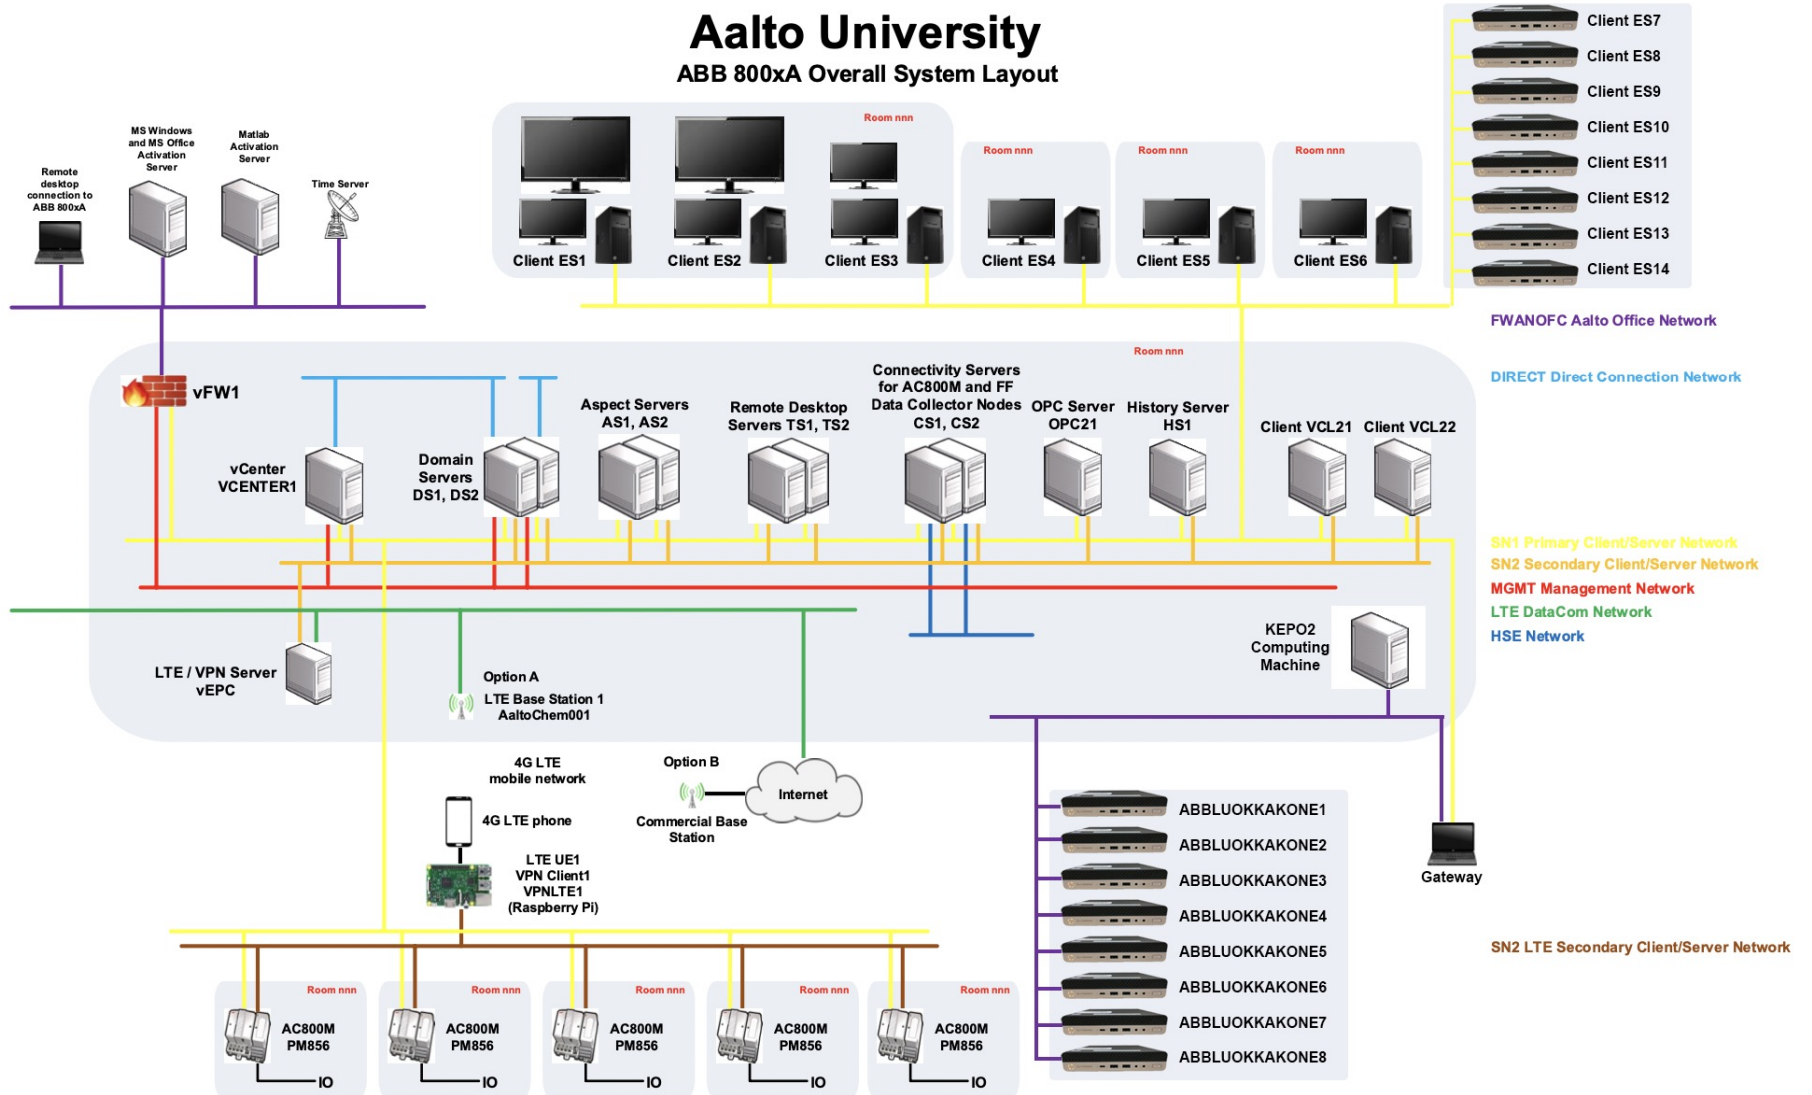 Aalto University
ABB 800xA Overall System Layout
Client ES7
Client ES8
Client ES9
Client ES10
Client ES11
Client ES12
Client ES13
Client ES14
Room nnn
Room nnn
Room nnn
Room nnn
Client ES1
Client ES2
Client ES3
Client ES4
Client ES5
Client ES6
Remote
desktop
connection to
ABB 800xA
MS Windows
and MS Office
Activation
Server
Matlab
Activation
Server
Time Server
FWANOFC Aalto Office Network
DIRECT Direct Connection Network
SN1 Primary Client/Server Network
SN2 Secondary Client/Server Network
MGMT Management Network
LTE DataCom Network
HSE Network
SN2 LTE Secondary Client/Server Network
Room nnn
vFW1
vCenter
VCENTER1
Domain
Servers
DS1, DS2
Aspect Servers
AS1, AS2
Remote Desktop
Servers TS1, TS2
Connectivity Servers
for AC800M and FF
Data Collector Nodes
CS1, CS2
OPC Server
OPC21
History Server
HS1
Client VCL21
Client VCL22
LTE / VPN Server
vEPC
Option A
LTE Base Station 1
AaltoChem001
KEPO2
Computing
Machine
4G LTE
mobile network
4G LTE phone
Option B
Commercial Base
Station
Internet
LTE UE1
VPN Client1
VPNLTE1
(Raspberry Pi)
ABBLUOKKAKONE1
ABBLUOKKAKONE2
ABBLUOKKAKONE3
ABBLUOKKAKONE4
ABBLUOKKAKONE5
ABBLUOKKAKONE6
ABBLUOKKAKONE7
ABBLUOKKAKONE8
Gateway
Room nnn
AC800M
PM856
IO
Room nnn
AC800M
PM856
IO
Room nnn
AC800M
PM856
IO
Room nnn
AC800M
PM856
IO
Room nnn
AC800M
PM856
IO